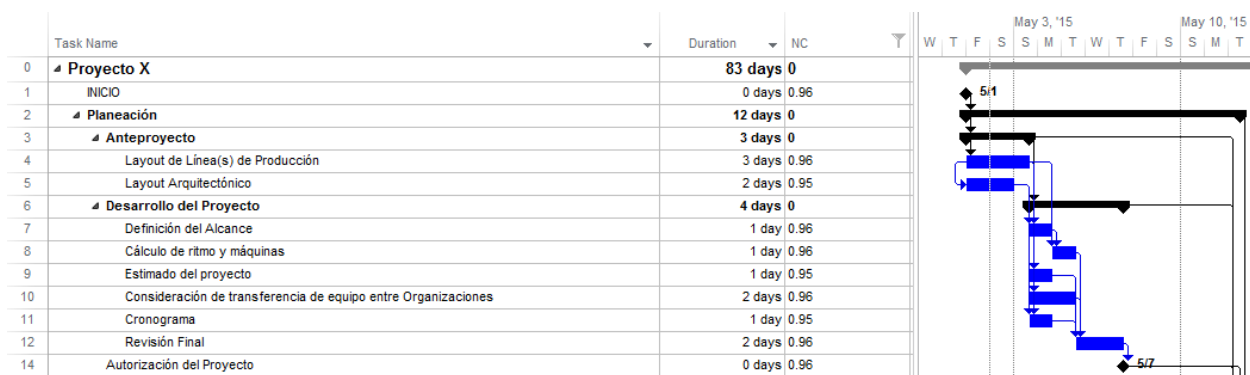 May 3, '15 May 10, '15
Task Name Duration NC W T F S S M T W T F S S M T
0 Proyecto X 83 days 0
1 INICIO 0 days 0.96 5/1
2 Planeación 12 days 0
3 Anteproyecto 3 days 0
4 Layout de Línea(s) de Producción 3 days 0.96
5 Layout Arquitectónico 2 days 0.95
6 Desarrollo del Proyecto 4 days 0
7 Definición del Alcance 1 day 0.96
8 Cálculo de ritmo y máquinas 1 day 0.96
9 Estimado del proyecto 1 day 0.95
10 Consideración de transferencia de equipo entre Organizaciones 2 days 0.96
11 Cronograma 1 day 0.95
12 Revisión Final 2 days 0.96
14 Autorización del Proyecto 0 days 0.96 5/7